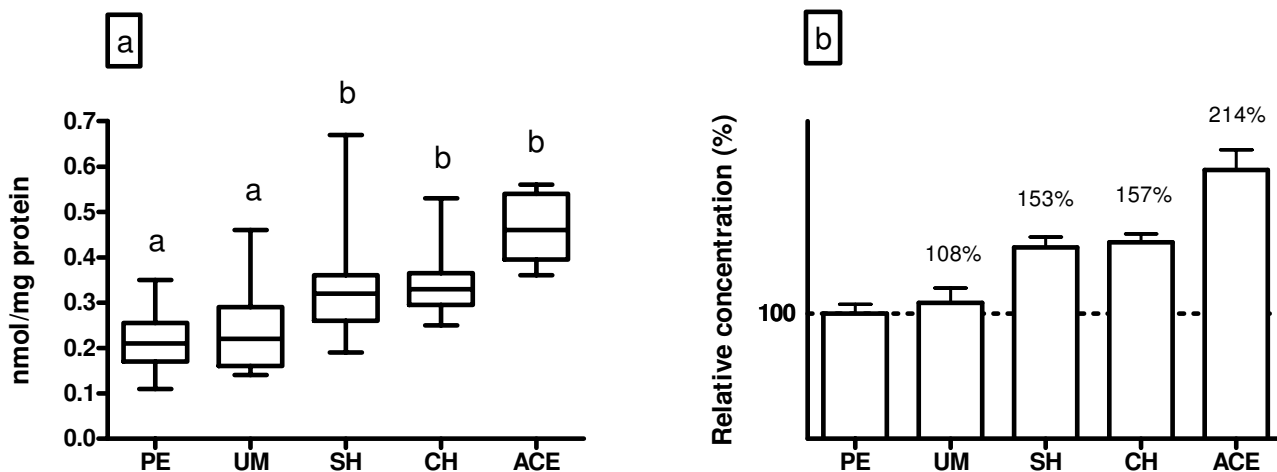 a
nmol/mg protein
0.7
0.6
0.5
0.4
0.3
0.2
0.1
0.0
a
a
b
b
b
PE UM SH CH ACE
b
Relative concentration (%)
100
108%
153%
157%
214%
PE UM SH CH ACE